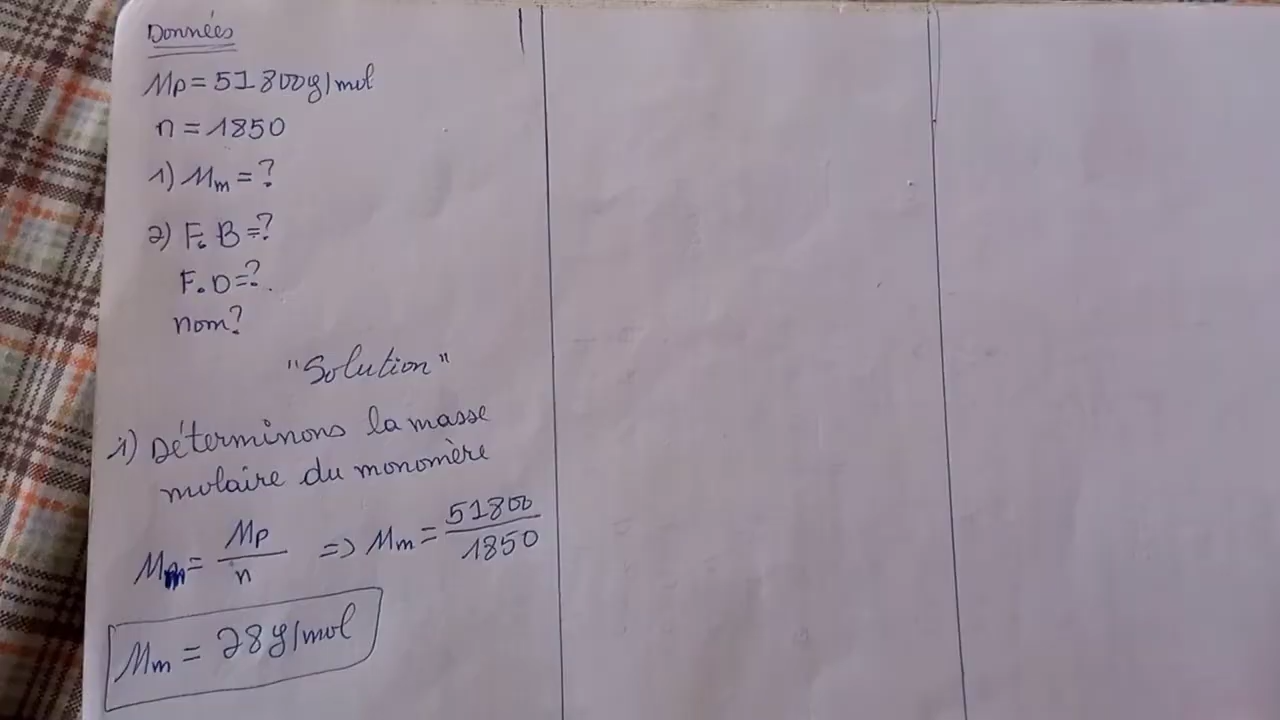 Données
Mp = 51800g/mol
n = 1850
1) Mm = ?
2) F.B = ?
F.D = ?.
nom?
"Solution"
1) Déterminons la masse
molaire du monomère
Mm = Mp/n => Mm = 51800/1850
Mm = 28g/mol